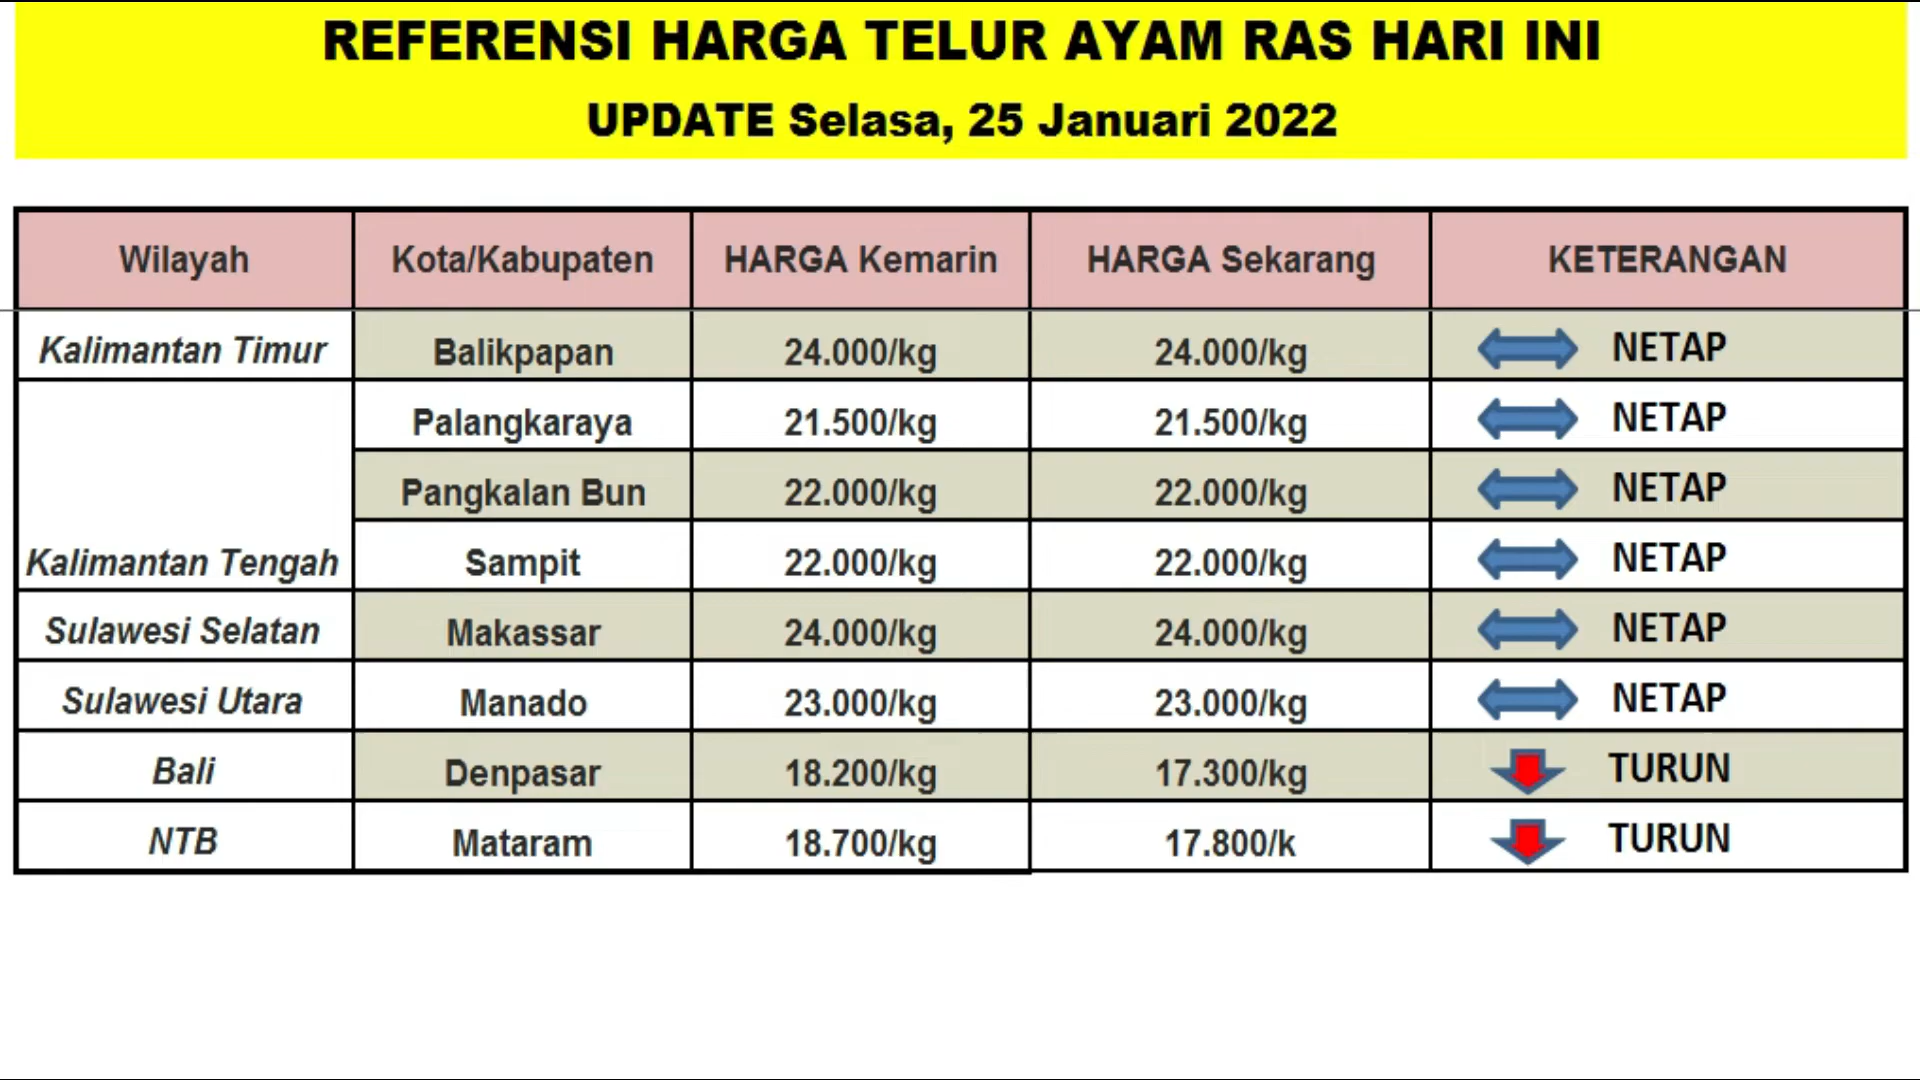 REFERENSI HARGA TELUR AYAM RAS HARI INI
UPDATE Selasa, 25 Januari 2022
Wilayah Kota/Kabupaten HARGA Kemarin HARGA Sekarang KETERANGAN
Kalimantan Timur Balikpapan 24.000/kg 24.000/kg NETAP
Palangkaraya 21.500/kg 21.500/kg NETAP
Pangkalan Bun 22.000/kg 22.000/kg NETAP
Kalimantan Tengah Sampit 22.000/kg 22.000/kg NETAP
Sulawesi Selatan Makassar 24.000/kg 24.000/kg NETAP
Sulawesi Utara Manado 23.000/kg 23.000/kg NETAP
Bali Denpasar 18.200/kg 17.300/kg TURUN
NTB Mataram 18.700/kg 17.800/k TURUN